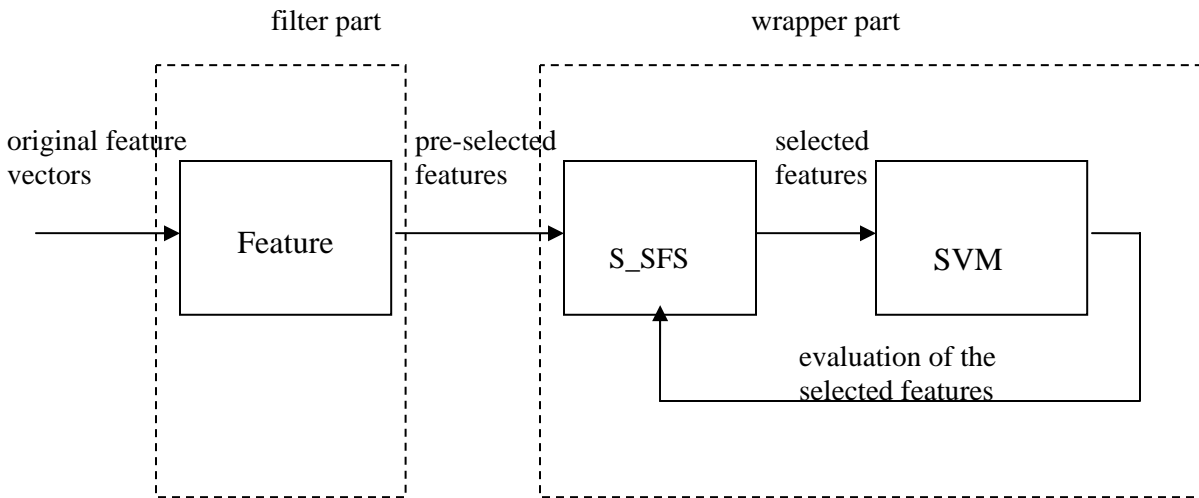 filter part
wrapper part
original feature
vectors
Feature
pre-selected
features
S_SFS
selected
features
SVM
evaluation of the
selected features